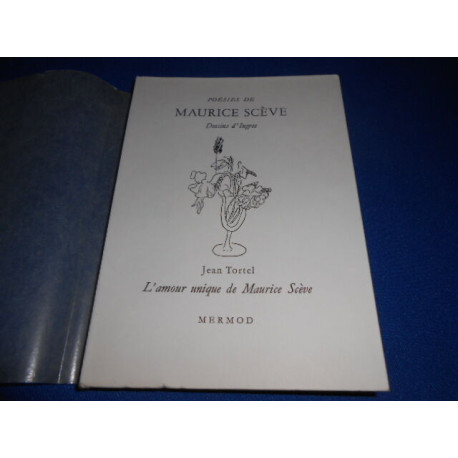 POÉSIES DE
MAURICE SCÈVE
Dessins d'Ingres
Jean Tortel
L'amour unique de Maurice Scève
MERMOD